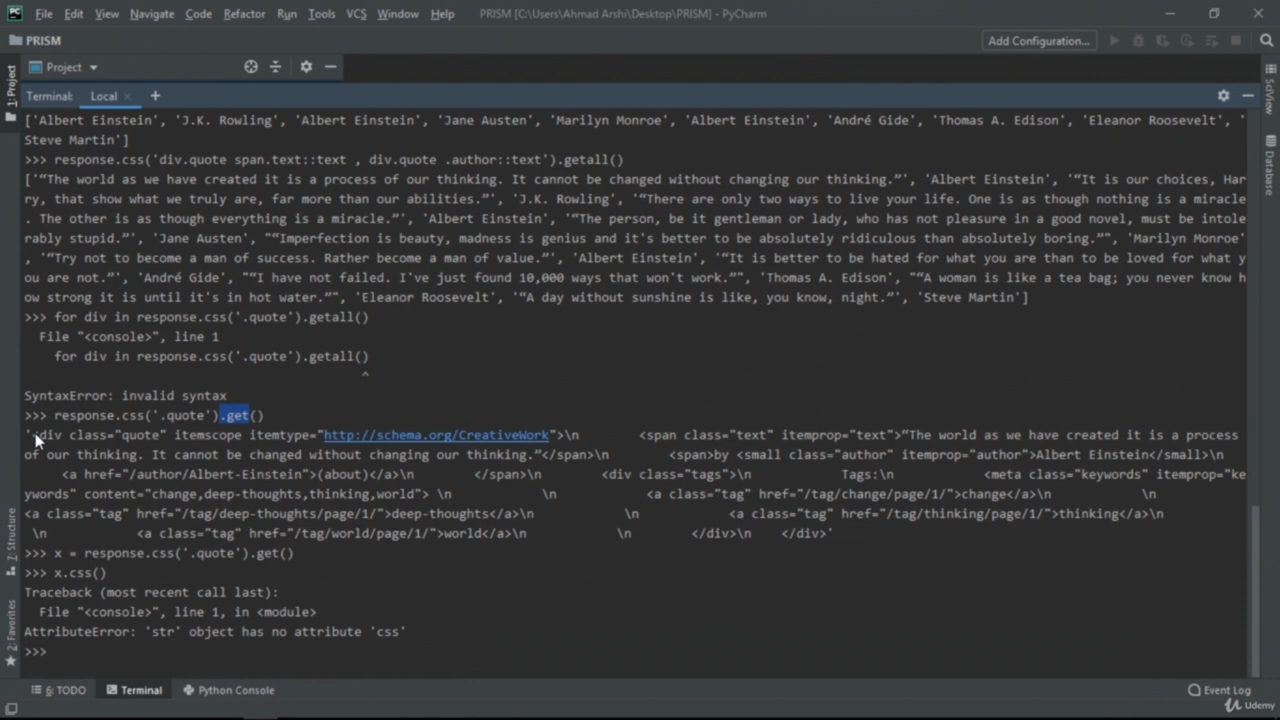 File Edit View Navigate Code Refactor Run Tools VCS Window Help PRISM [C:\Users\Ahmad Arshi\Desktop\PRISM] - PyCharm
PRISM Add Configuration...
1: Project Project SciView
Terminal: Local × +
['Albert Einstein', 'J.K. Rowling', 'Albert Einstein', 'Jane Austen', 'Marilyn Monroe', 'Albert Einstein', 'André Gide', 'Thomas A. Edison', 'Eleanor Roosevelt', '
Steve Martin']
>>> response.css('div.quote span.text::text , div.quote .author::text').getall()
['“The world as we have created it is a process of our thinking. It cannot be changed without changing our thinking.”', 'Albert Einstein', '“It is our choices, Har
ry, that show what we truly are, far more than our abilities.”', 'J.K. Rowling', '“There are only two ways to live your life. One is as though nothing is a miracle
. The other is as though everything is a miracle.”', 'Albert Einstein', '“The person, be it gentleman or lady, who has not pleasure in a good novel, must be intole
rably stupid.”', 'Jane Austen', "“Imperfection is beauty, madness is genius and it's better to be absolutely ridiculous than absolutely boring.”", 'Marilyn Monroe'
, '“Try not to become a man of success. Rather become a man of value.”', 'Albert Einstein', '“It is better to be hated for what you are than to be loved for what y
ou are not.”', 'André Gide', "“I have not failed. I've just found 10,000 ways that won't work.”", 'Thomas A. Edison', "“A woman is like a tea bag; you never know h
ow strong it is until it's in hot water.”", 'Eleanor Roosevelt', '“A day without sunshine is like, you know, night.”', 'Steve Martin']
>>> for div in response.css('.quote').getall()
File "<console>", line 1
for div in response.css('.quote').getall()
^
SyntaxError: invalid syntax
>>> response.css('.quote').get()
'<div class="quote" itemscope itemtype="http://schema.org/CreativeWork">\n <span class="text" itemprop="text">“The world as we have created it is a process
of our thinking. It cannot be changed without changing our thinking.”</span>\n <span>by <small class="author" itemprop="author">Albert Einstein</small>\n
<a href="/author/Albert-Einstein">(about)</a>\n </span>\n <div class="tags">\n Tags:\n <meta class="keywords" itemprop="ke
ywords" content="change,deep-thoughts,thinking,world"> \n \n <a class="tag" href="/tag/change/page/1/">change</a>\n \n
<a class="tag" href="/tag/deep-thoughts/page/1/">deep-thoughts</a>\n \n <a class="tag" href="/tag/thinking/page/1/">thinking</a>\n
\n <a class="tag" href="/tag/world/page/1/">world</a>\n \n </div>\n </div>'
>>> x = response.css('.quote').get()
>>> x.css()
Traceback (most recent call last):
File "<console>", line 1, in <module>
AttributeError: 'str' object has no attribute 'css'
>>>
Database
Z: Structure
2: Favorites
6: TODO Terminal Python Console Event Log
Udemy